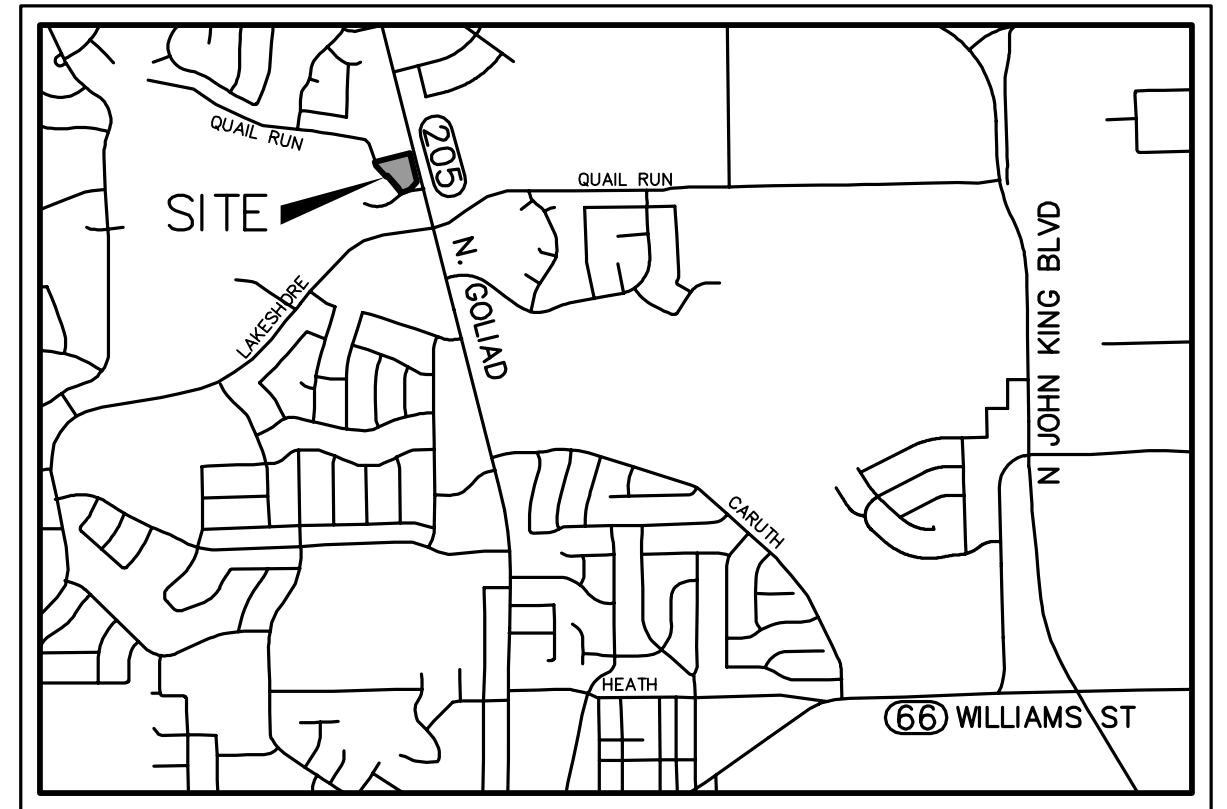 QUAIL RUN
205
QUAIL RUN
SITE
N. GOLIAD
N JOHN KING BLVD
LAKESHORE
CARUTH
HEATH
66 WILLIAMS ST